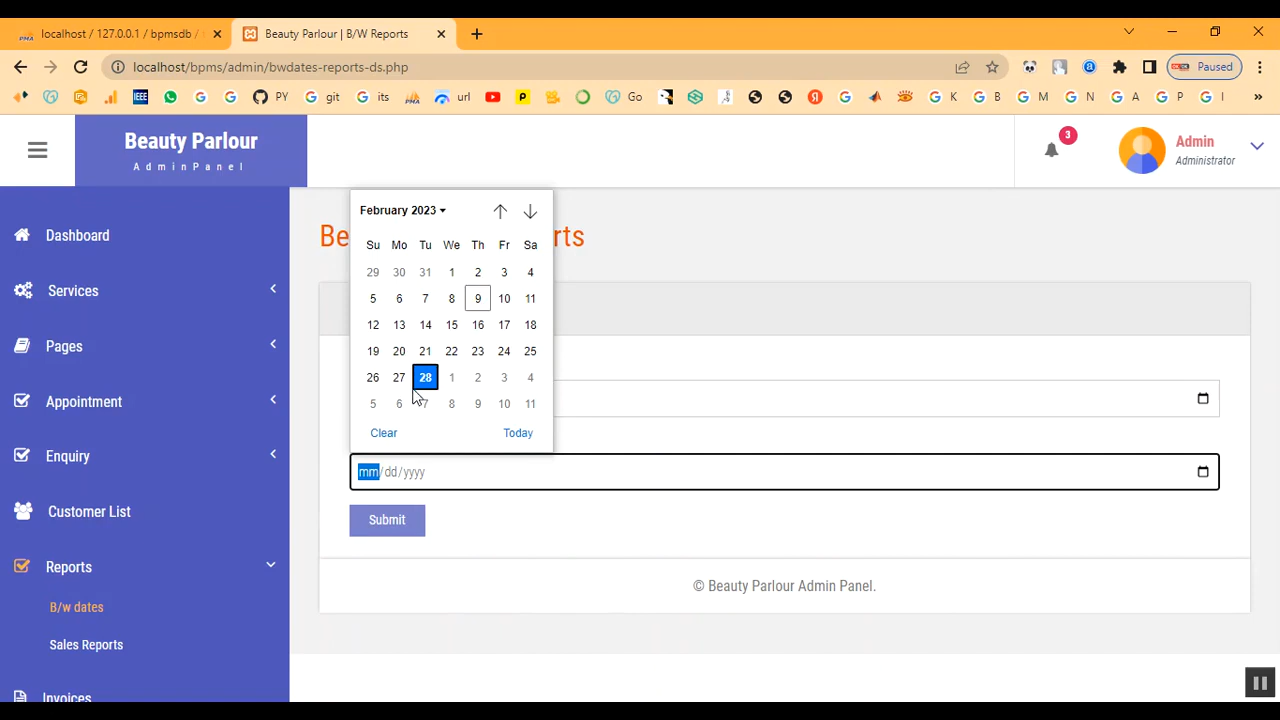 localhost / 127.0.0.1 / bpmsdb /
Beauty Parlour | B/W Reports
localhost/bpms/admin/bwdates-reports-ds.php
Paused
IEEE
PY
git
its
PMA
url
Go
K
B
M
N
A
P
I
»
Beauty Parlour
AdminPanel
3
Admin
Administrator
Dashboard
Services
Pages
Appointment
Enquiry
Customer List
Reports
B/w dates
Sales Reports
Invoices
Be
rts
February 2023
Su Mo Tu We Th Fr Sa
29 30 31 1 2 3 4
5 6 7 8 9 10 11
12 13 14 15 16 17 18
19 20 21 22 23 24 25
26 27 28 1 2 3 4
5 6 7 8 9 10 11
Clear Today
mm/dd/yyyy
Submit
© Beauty Parlour Admin Panel.